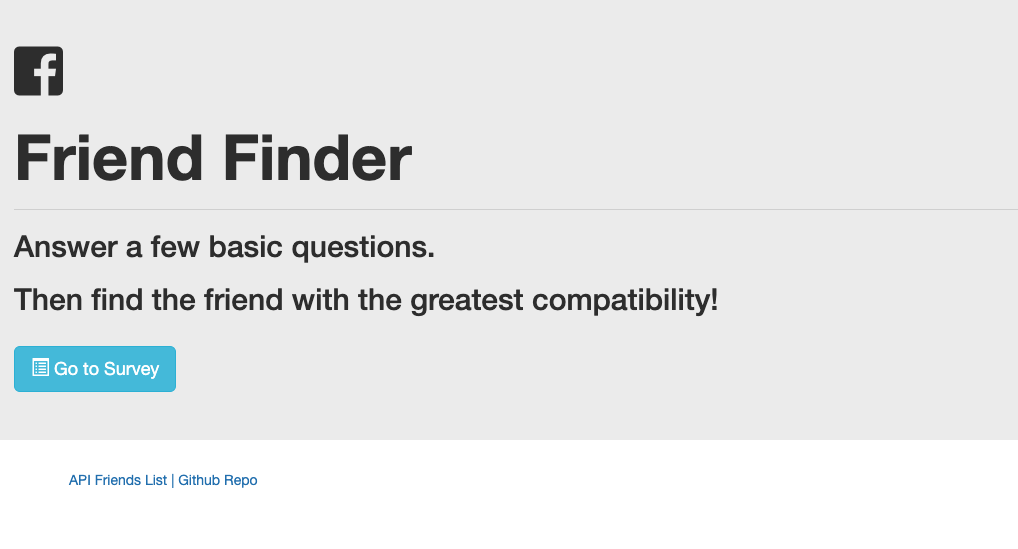 Friend Finder
Answer a few basic questions.
Then find the friend with the greatest compatibility!
Go to Survey
API Friends List | Github Repo